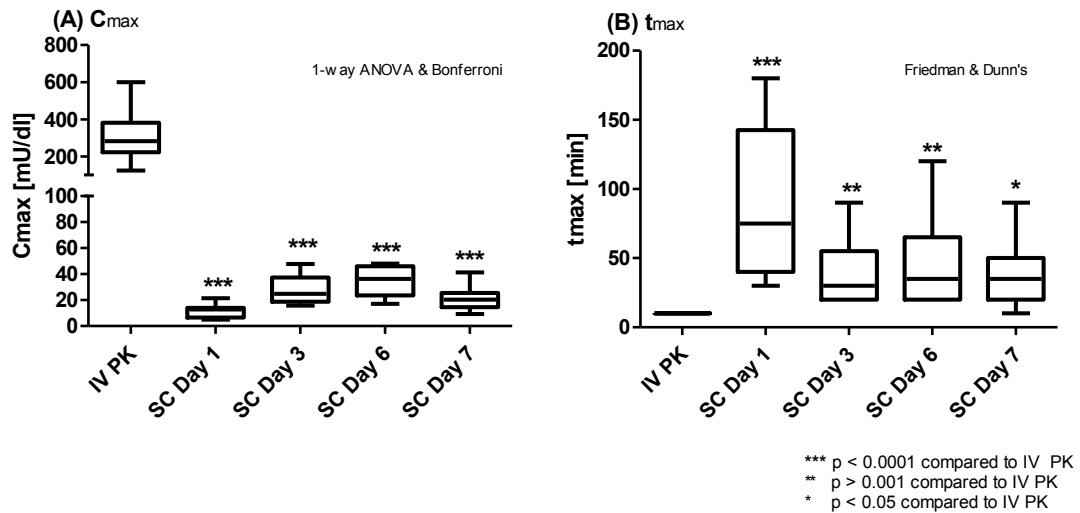 (A) Cmax
800
600
400
200
100
80
60
40
20
0
Cmax [mU/dl]
1-way ANOVA & Bonferroni
***
***
***
***
IV PK
SC Day 1
SC Day 3
SC Day 6
SC Day 7
(B) tmax
200
150
100
50
0
tmax [min]
Friedman & Dunn's
***
**
**
*
IV PK
SC Day 1
SC Day 3
SC Day 6
SC Day 7
*** p < 0.0001 compared to IV PK
** p > 0.001 compared to IV PK
* p < 0.05 compared to IV PK